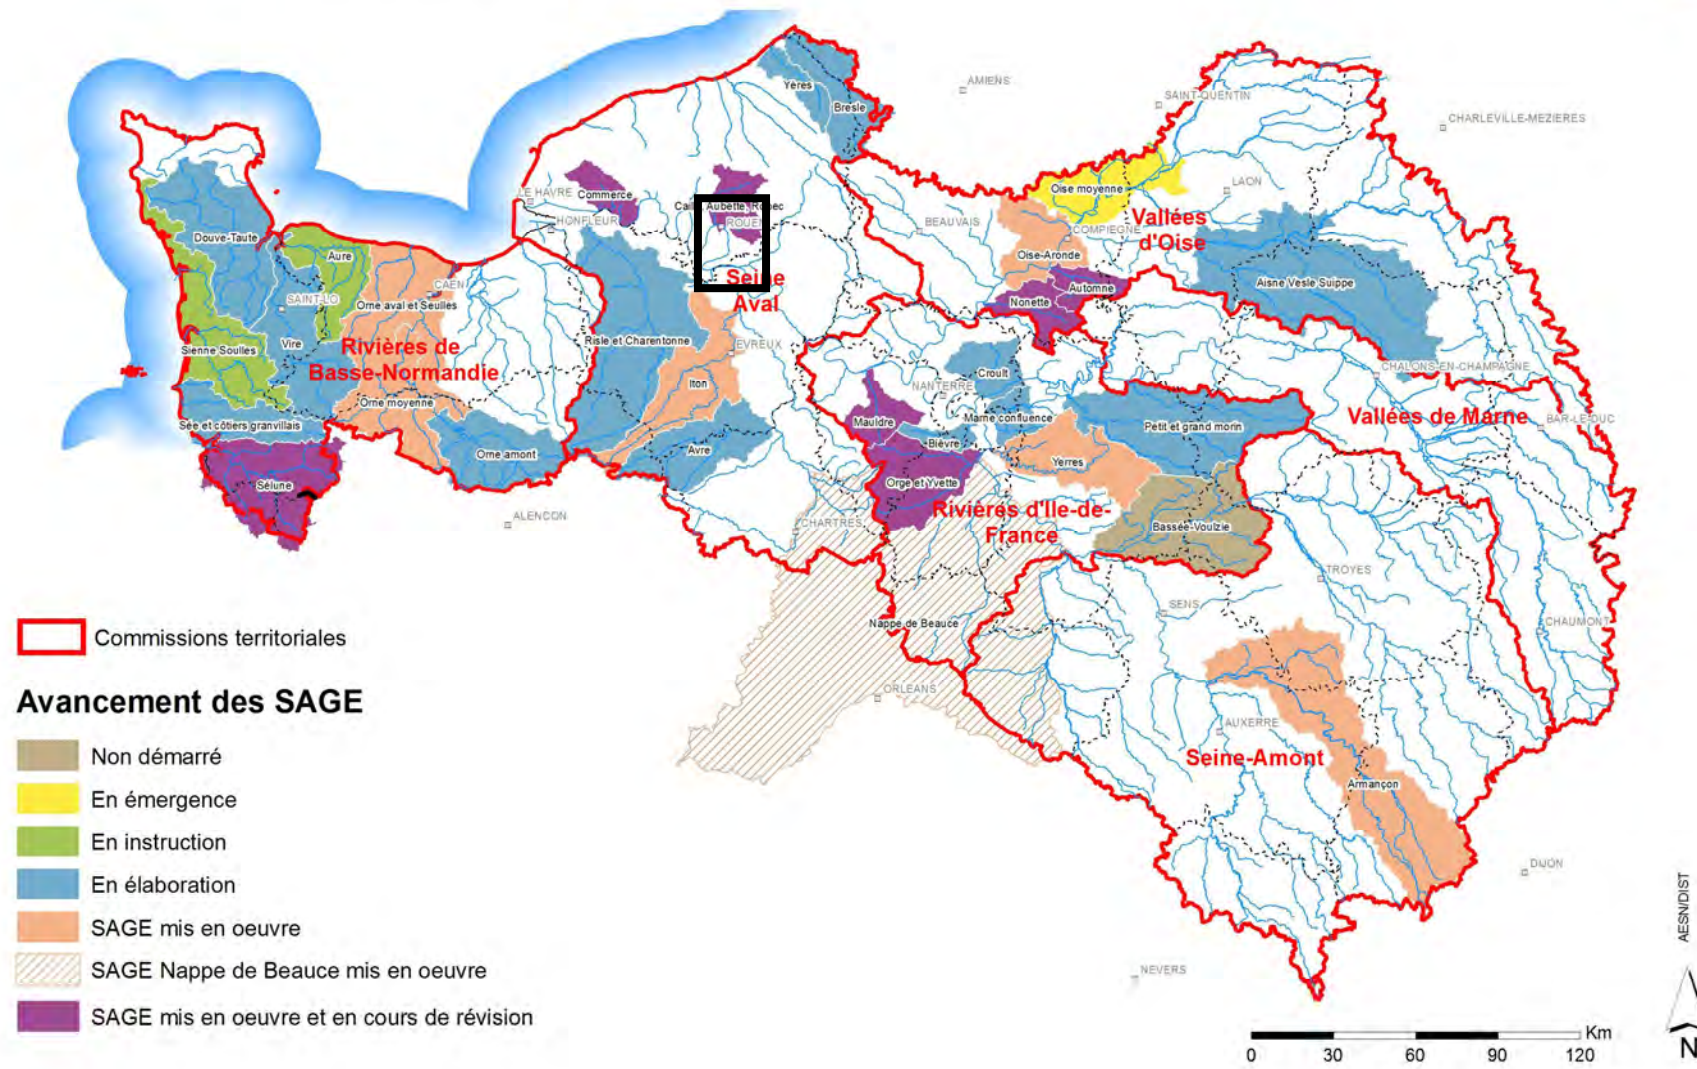 AMIENS
SAINT-QUENTIN
CHARLEVILLE-MEZIERES
Yères
Bresle
LE HAVRE
Commerce
HONFLEUR
Aubette,
ROUEN
BEAUVAIS
Oise moyenne
LAON
Vallées
d'Oise
COMPIEGNE
Oise-Aronde
Automne
Nonette
Aisne Vesle Suippe
Douve-Taute
Aure
SAINT-LO
CAEN
Orne aval et Seulles
Seine
Aval
Sienne Soulles
Vire
Rivières de
Basse-Normandie
Risle et Charentonne
EVREUX
Iton
Croult
NANTERRE
CHALONS-EN-CHAMPAGNE
Orne moyenne
Sée et côtiers granvillais
Mauldre
Marne confluence
Petit et grand morin
Vallées de Marne
BAR-LE-DUC
Bièvre
Orne amont
Avre
Yerres
Sélune
Orge et Yvette
ALENCON
CHARTRES
Rivières d'Ile-de-
France
Bassée-Voulzie
TROYES
SENS
Nappe de Beauce
CHAUMONT
ORLEANS
AUXERRE
Seine-Amont
Armançon
DIJON
NEVERS
Commissions territoriales
Avancement des SAGE
Non démarré
En émergence
En instruction
En élaboration
SAGE mis en oeuvre
SAGE Nappe de Beauce mis en oeuvre
SAGE mis en oeuvre et en cours de révision
AESN/DIST
Km
0 30 60 90 120
N